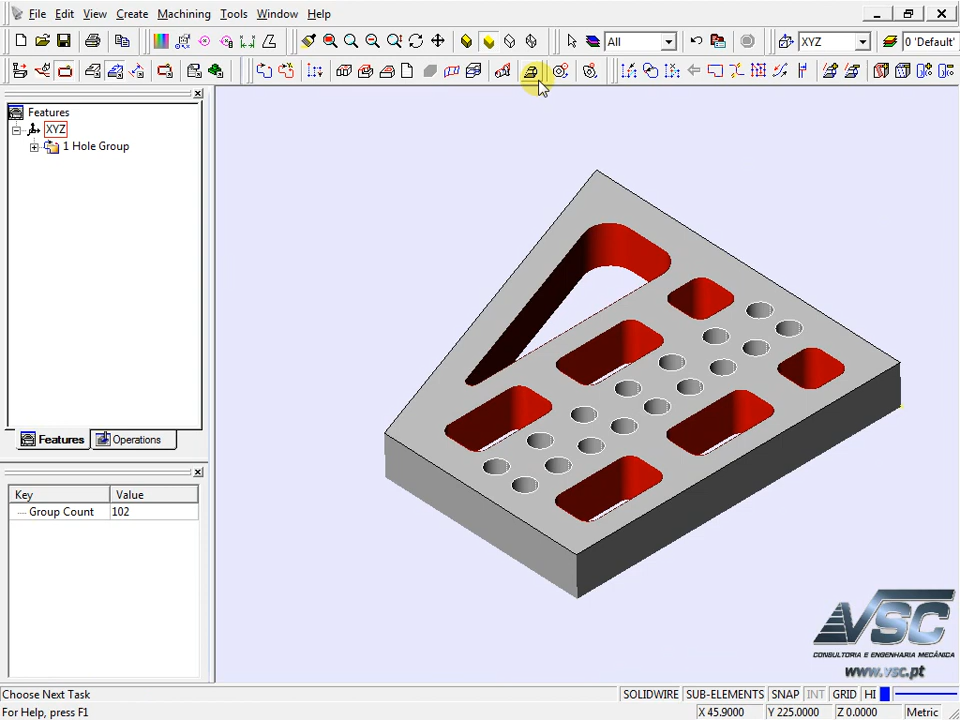 File Edit View Create Machining Tools Window Help
All
XYZ
0 'Default'
Features
XYZ
1 Hole Group
Features
Operations
Key Value
Group Count 102
VSC
CONSULTORIA E ENGENHARIA MECÂNICA
www.vsc.pt
Choose Next Task
SOLIDWIRE SUB-ELEMENTS SNAP INT GRID HI
For Help, press F1
X 45.9000 Y 225.0000 Z 0.0000 Metric